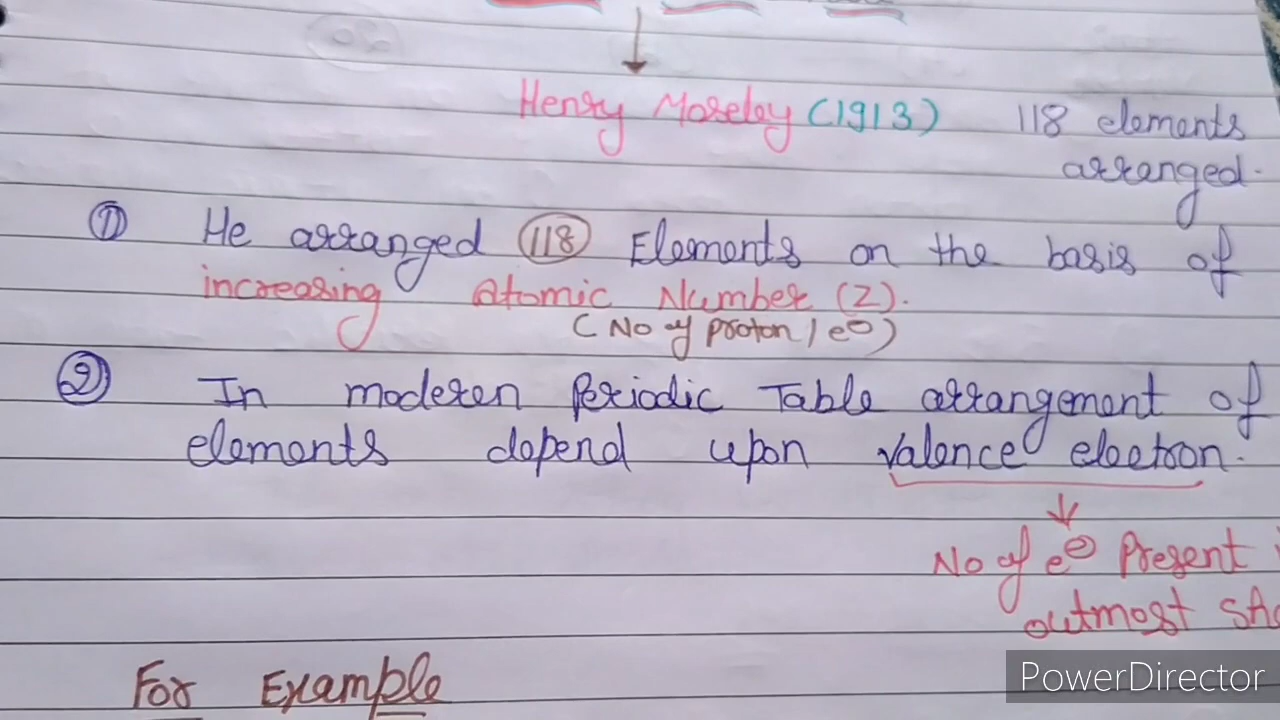 Henry Moseley (1913) 118 elements
arranged.
① He arranged 118 Elements on the basis of
increasing Atomic Number (Z).
(No of proton / e⊖)
② In moderen Periodic Table arrangement of
elements depend upon valence electron.
No of e⊖ Present
outmost
For Example
PowerDirector